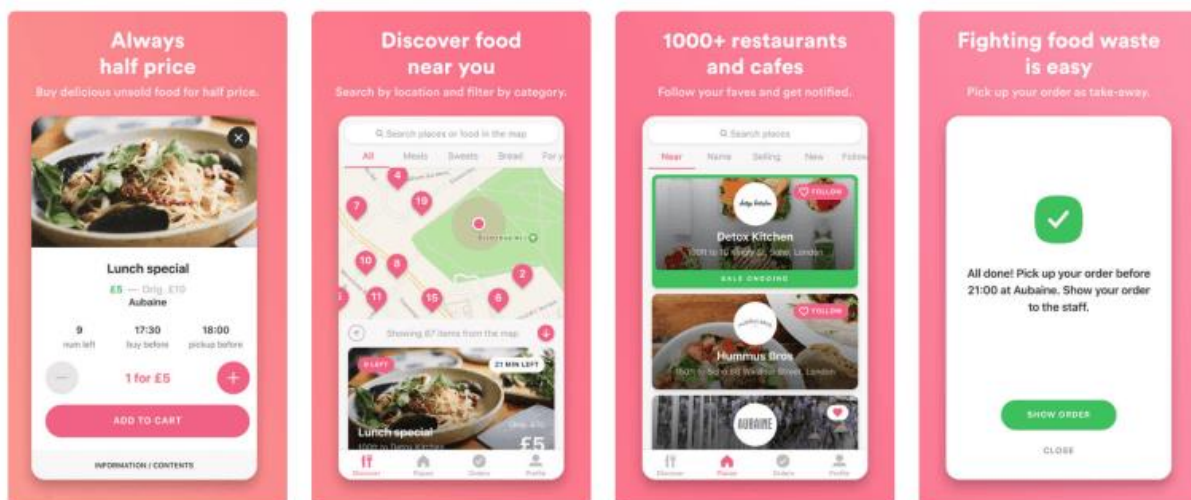 Always
half price
Buy delicious unsold food for half price.
Lunch special
£5 — Orig. £10
Aubaine
9 17:30 18:00
num left buy before pickup before
1 for £5
ADD TO CART
INFORMATION / CONTENTS
Discover food
near you
Search by location and filter by category.
Search places or food in the map
All Meals Sweets Bread For y
4
7 19
10 8 2
11 15 6
Showing 67 items from the map
LEFT 21 MIN LEFT
Lunch special £5
Discover Places Orders Profile
1000+ restaurants
and cafes
Follow your faves and get notified.
Search places
Near Name Selling New Follow
FOLLOW
Detox Kitchen
SALE ONGOING
FOLLOW
Hummus Bros
AUBAINE
Discover Places Orders Profile
Fighting food waste
is easy
Pick up your order as take-away.
All done! Pick up your order before
21:00 at Aubaine. Show your order
to the staff.
SHOW ORDER
CLOSE